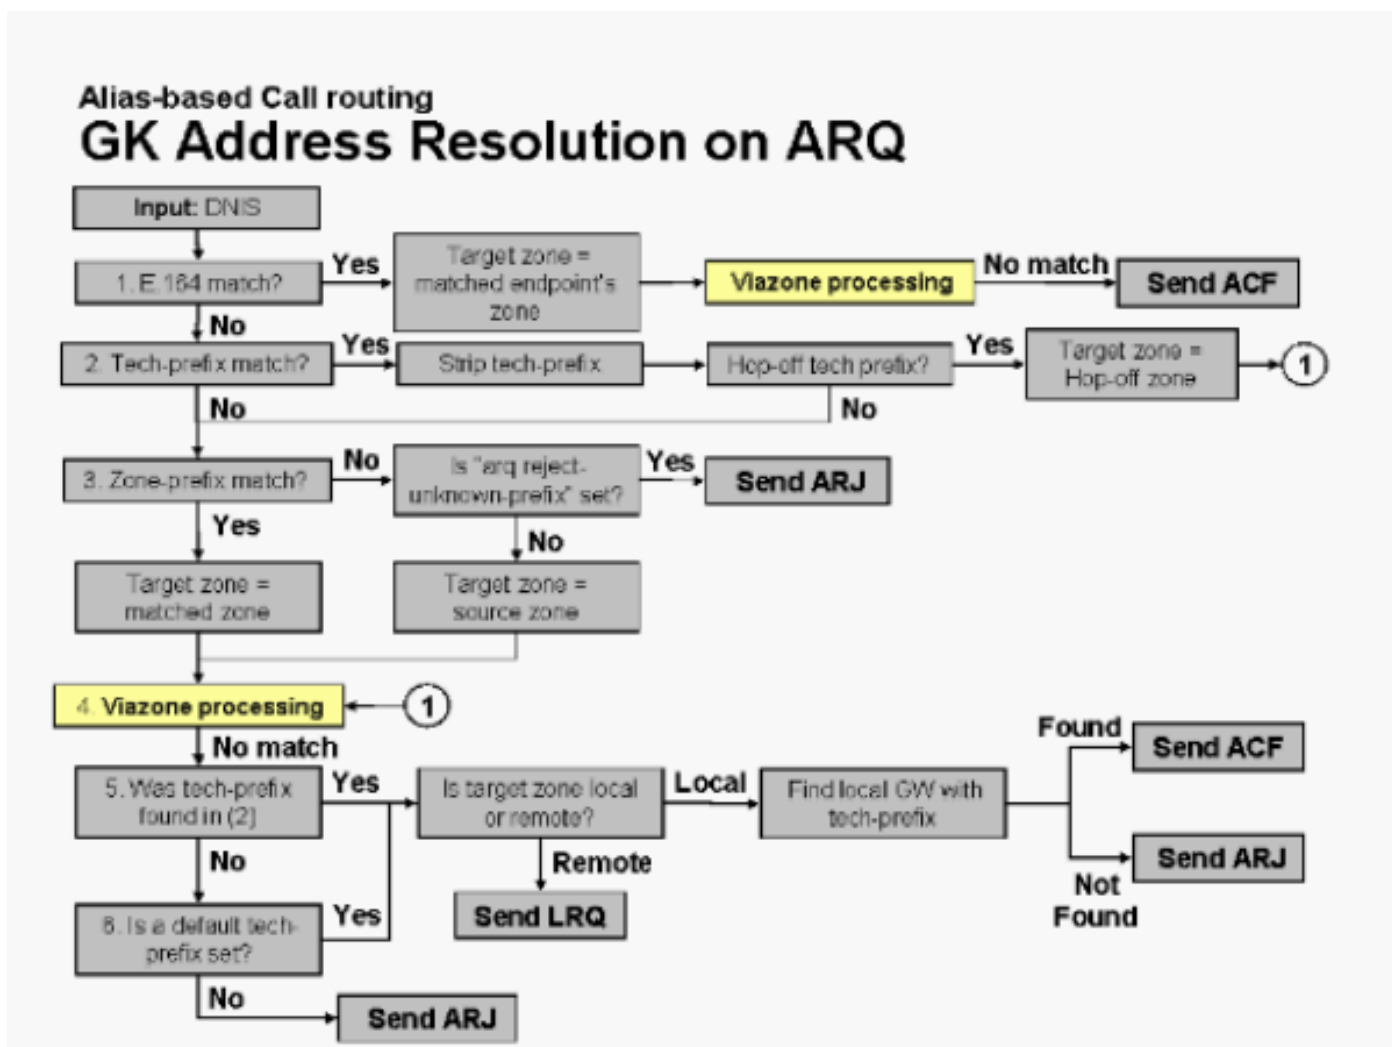 Alias-based Call routing
GK Address Resolution on ARQ
Input: DNIS
1. E.164 match?
Yes
Target zone =
matched endpoint's
zone
Viazone processing
No match
Send ACF
No
2. Tech-prefix match?
Yes
Strip tech-prefix
Hop-off tech prefix?
Yes
Target zone =
Hop-off zone
1
No
No
3. Zone-prefix match?
No
Is "arq reject-
unknown-prefix" set?
Yes
Send ARJ
Yes
No
Target zone =
matched zone
Target zone =
source zone
4. Viazone processing
1
No match
5. Was tech-prefix
found in (2]
Yes
Is target zone local
or remote?
Local
Find local GW with
tech-prefix
Found
Send ACF
Send ARJ
Not
Found
No
Remote
Send LRQ
6. Is a default tech-
prefix set?
Yes
No
Send ARJ